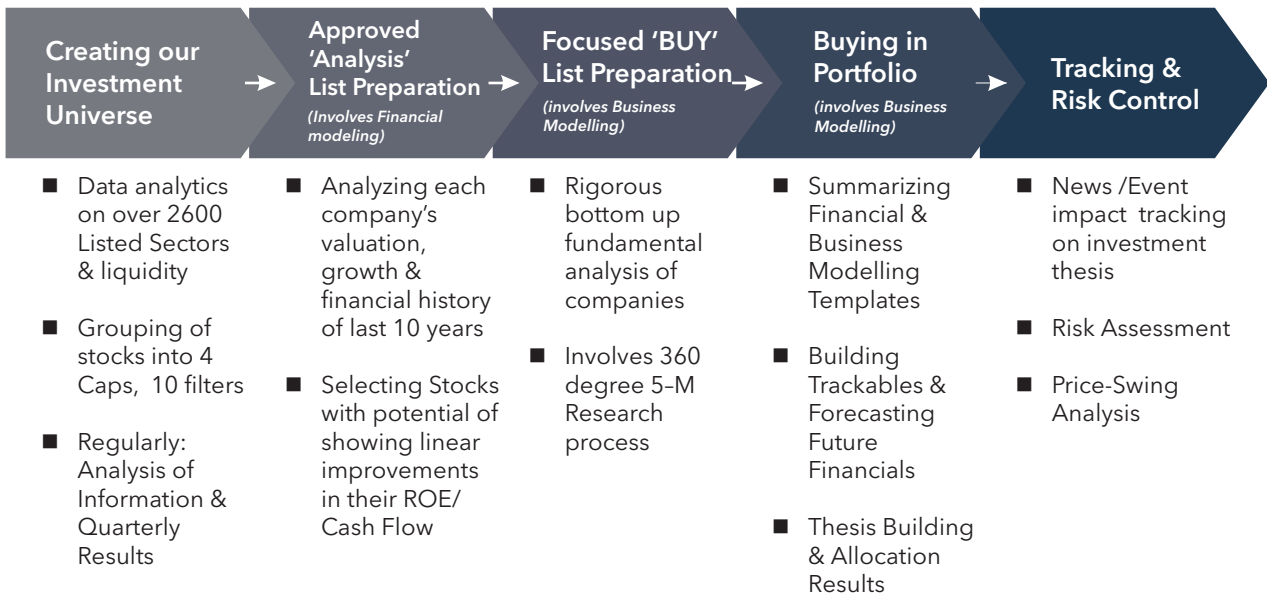 Creating our
Investment
Universe
Approved
‘Analysis’
List Preparation
(Involves Financial
modeling)
Focused ‘BUY’
List Preparation
(involves Business
Modelling)
Buying in
Portfolio
(involves Business
Modelling)
Tracking &
Risk Control
■ Data analytics
on over 2600
Listed Sectors
& liquidity
■ Grouping of
stocks into 4
Caps, 10 filters
■ Regularly:
Analysis of
Information &
Quarterly
Results
■ Analyzing each
company’s
valuation,
growth &
financial history
of last 10 years
■ Selecting Stocks
with potential of
showing linear
improvements
in their ROE/
Cash Flow
■ Rigorous
bottom up
fundamental
analysis of
companies
■ Involves 360
degree 5–M
Research
process
■ Summarizing
Financial &
Business
Modelling
Templates
■ Building
Trackables &
Forecasting
Future
Financials
■ Thesis Building
& Allocation
Results
■ News /Event
impact tracking
on investment
thesis
■ Risk Assessment
■ Price-Swing
Analysis